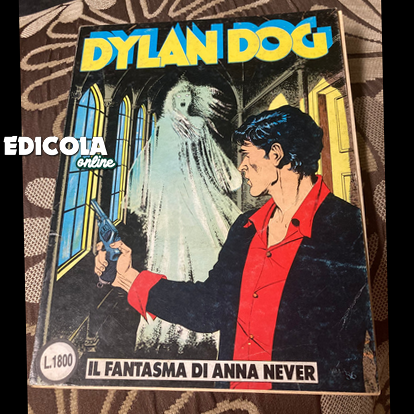 DYLAN DOG
EDICOLA
online
L.1800
IL FANTASMA DI ANNA NEVER